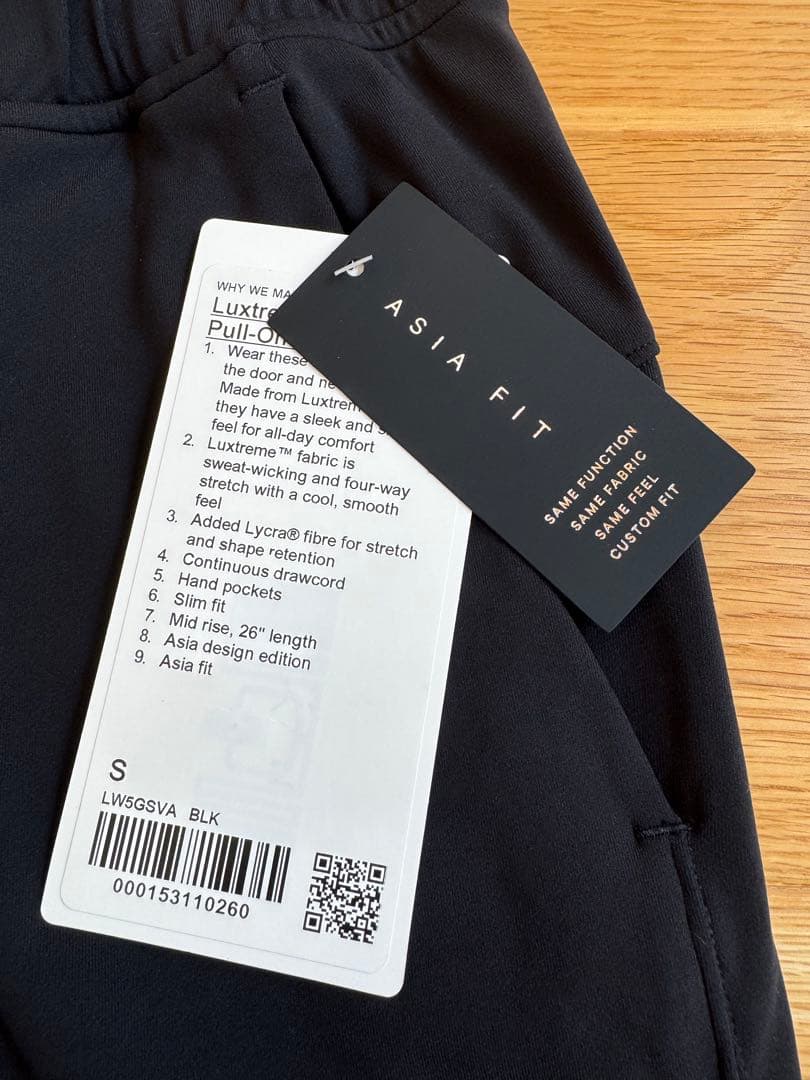 WHY WE
Luxtre
Pull-On
1. Wear these
the door and
Made from Luxtrem
they have a sleek and
feel for all-day comfort
2. Luxtreme™ fabric is
sweat-wicking and four-way
stretch with a cool, smooth
feel
3. Added Lycra® fibre for stretch
and shape retention
4. Continuous drawcord
5. Hand pockets
6. Slim fit
7. Mid rise, 26" length
8. Asia design edition
9. Asia fit
S
LW5GSVA BLK
000153110260
ASIA FIT
SAME FUNCTION
SAME FABRIC
SAME FEEL
CUSTOM FIT